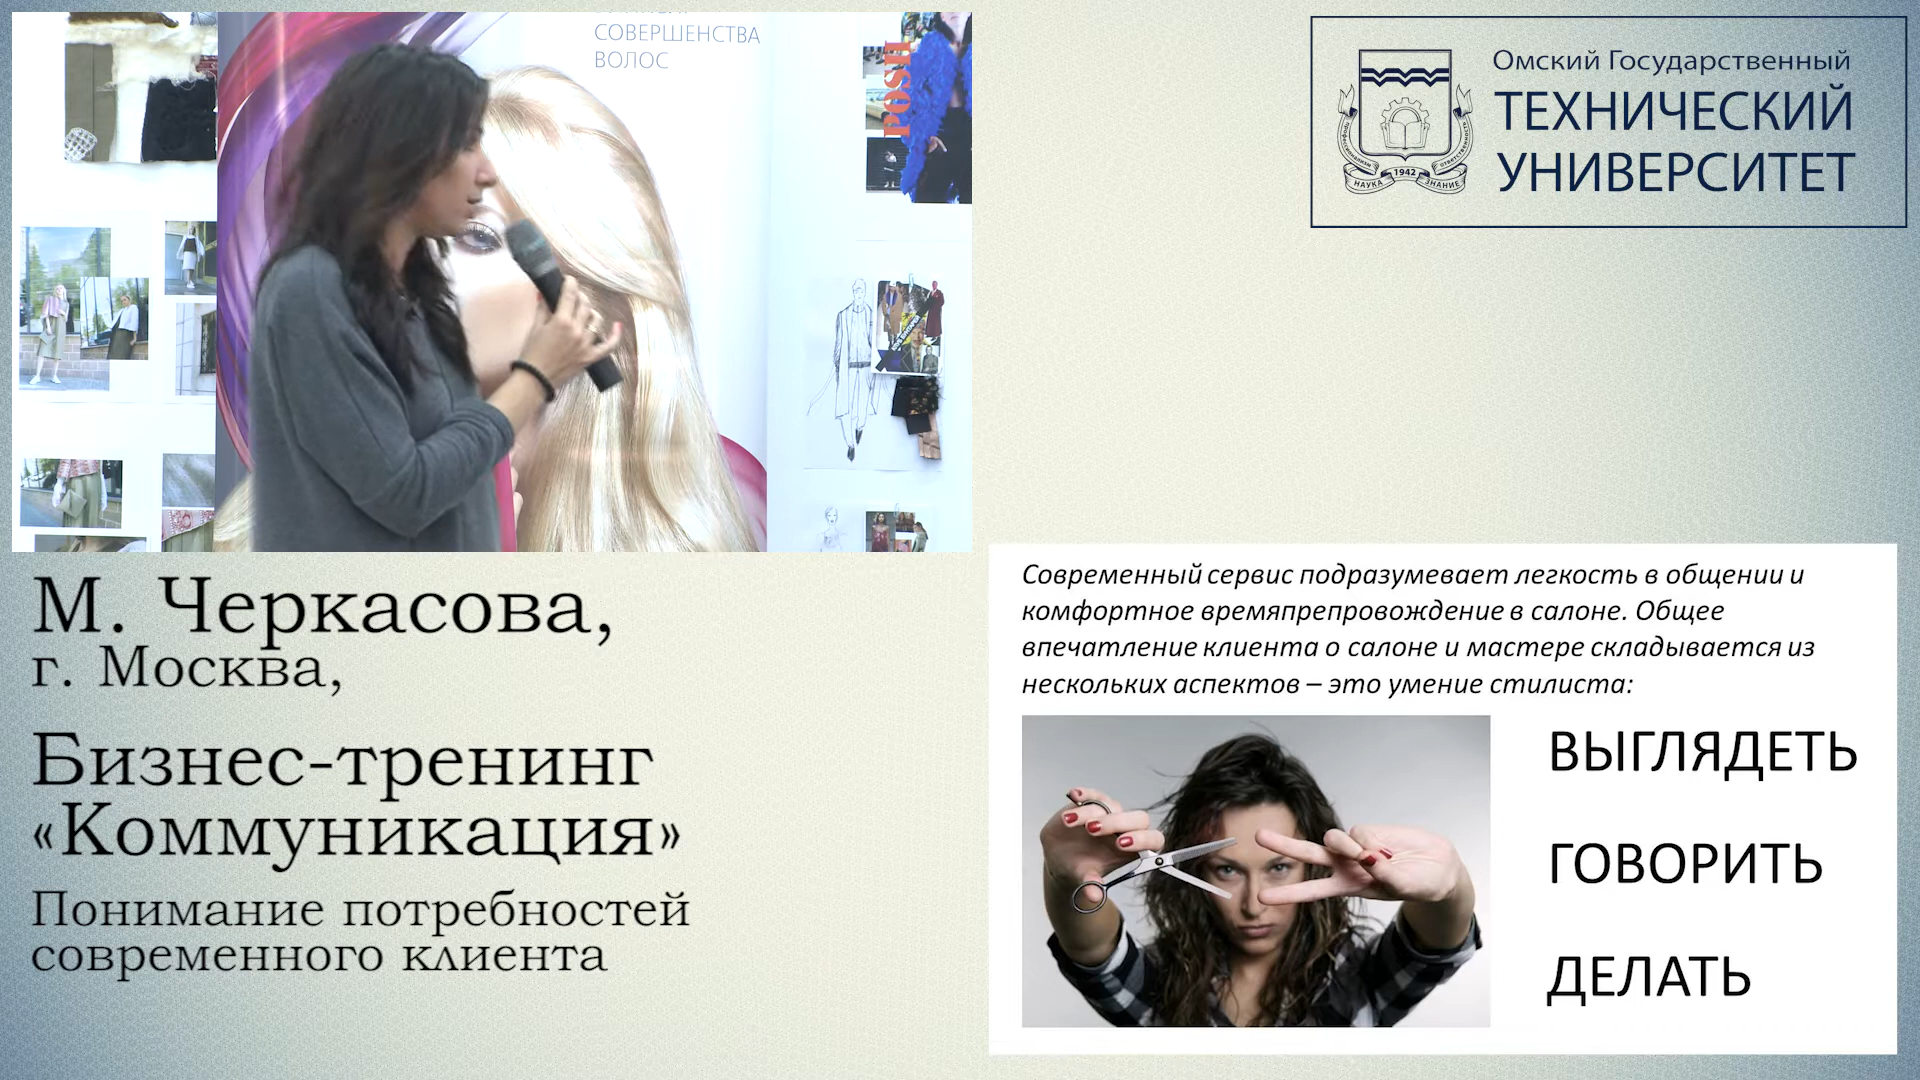 СОВЕРШЕНСТВА
ВОЛОС
POSH
Омский Государственный
ТЕХНИЧЕСКИЙ
УНИВЕРСИТЕТ
профессионализм
ответственность
НАУКА 1942 ЗНАНИЕ
М. Черкасова,
г. Москва,
Бизнес-тренинг
«Коммуникация»
Понимание потребностей
современного клиента
Современный сервис подразумевает легкость в общении и
комфортное времяпрепровождение в салоне. Общее
впечатление клиента о салоне и мастере складывается из
нескольких аспектов – это умение стилиста:
ВЫГЛЯДЕТЬ
ГОВОРИТЬ
ДЕЛАТЬ